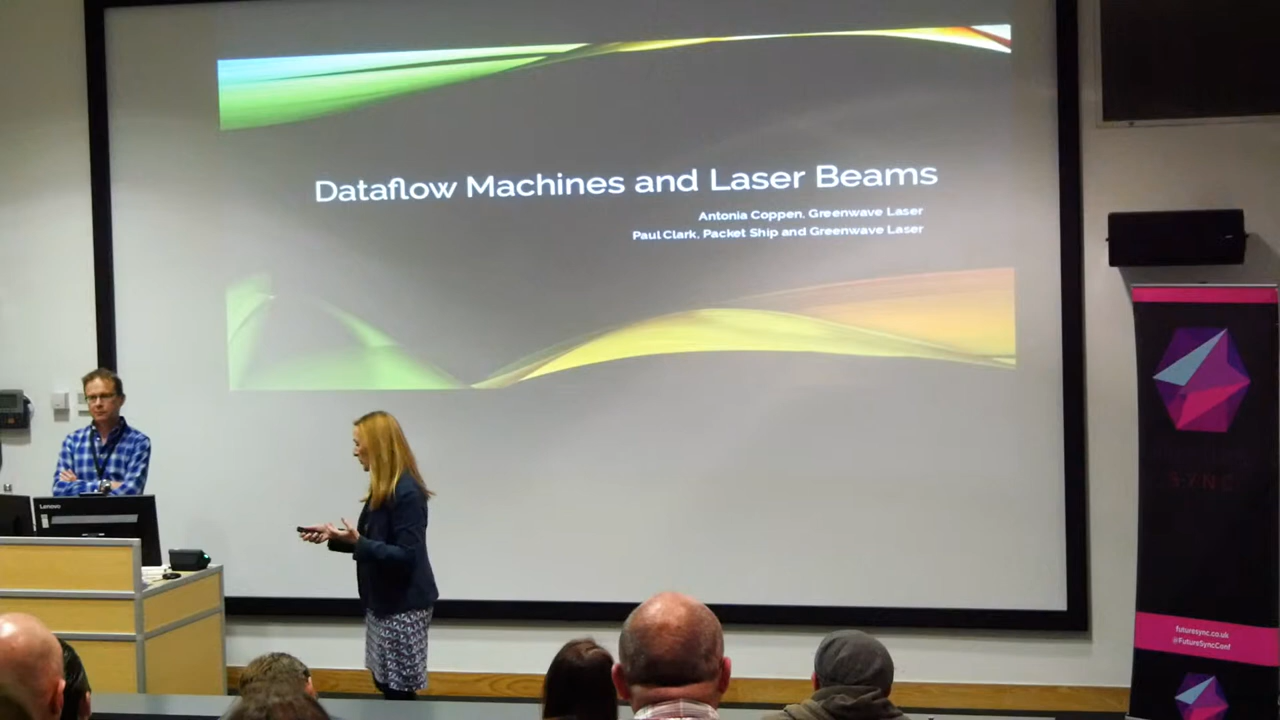 Dataflow Machines and Laser Beams
Antonia Coppen, Greenwave Laser
Paul Clark, Packet Ship and Greenwave Laser
Lenovo
SYNC
futuresync.co.uk
@FutureSyncConf